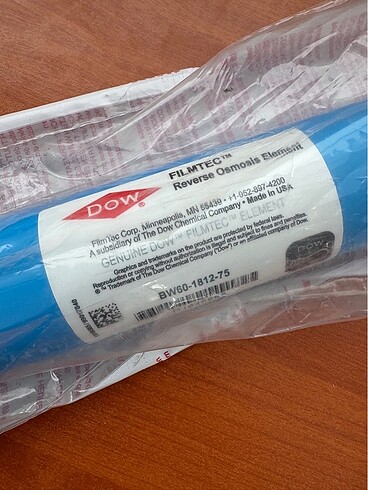 DOW
FILMTEC™
Reverse Osmosis Element
FilmTec Corp. Minneapolis, MN 55439 • +1-952-897-4200
A subsidiary of The Dow Chemical Company • Made in USA
GENUINE DOW™ FILMTEC™ ELEMENT
Graphics and trademarks on the product are protected by federal laws.
Reproduction or copying without authorization is illegal and subject to fines and penalties.
®™ Trademark of The Dow Chemical Company ("Dow") or an affiliated company of Dow.
DOW
BW60-1812-75